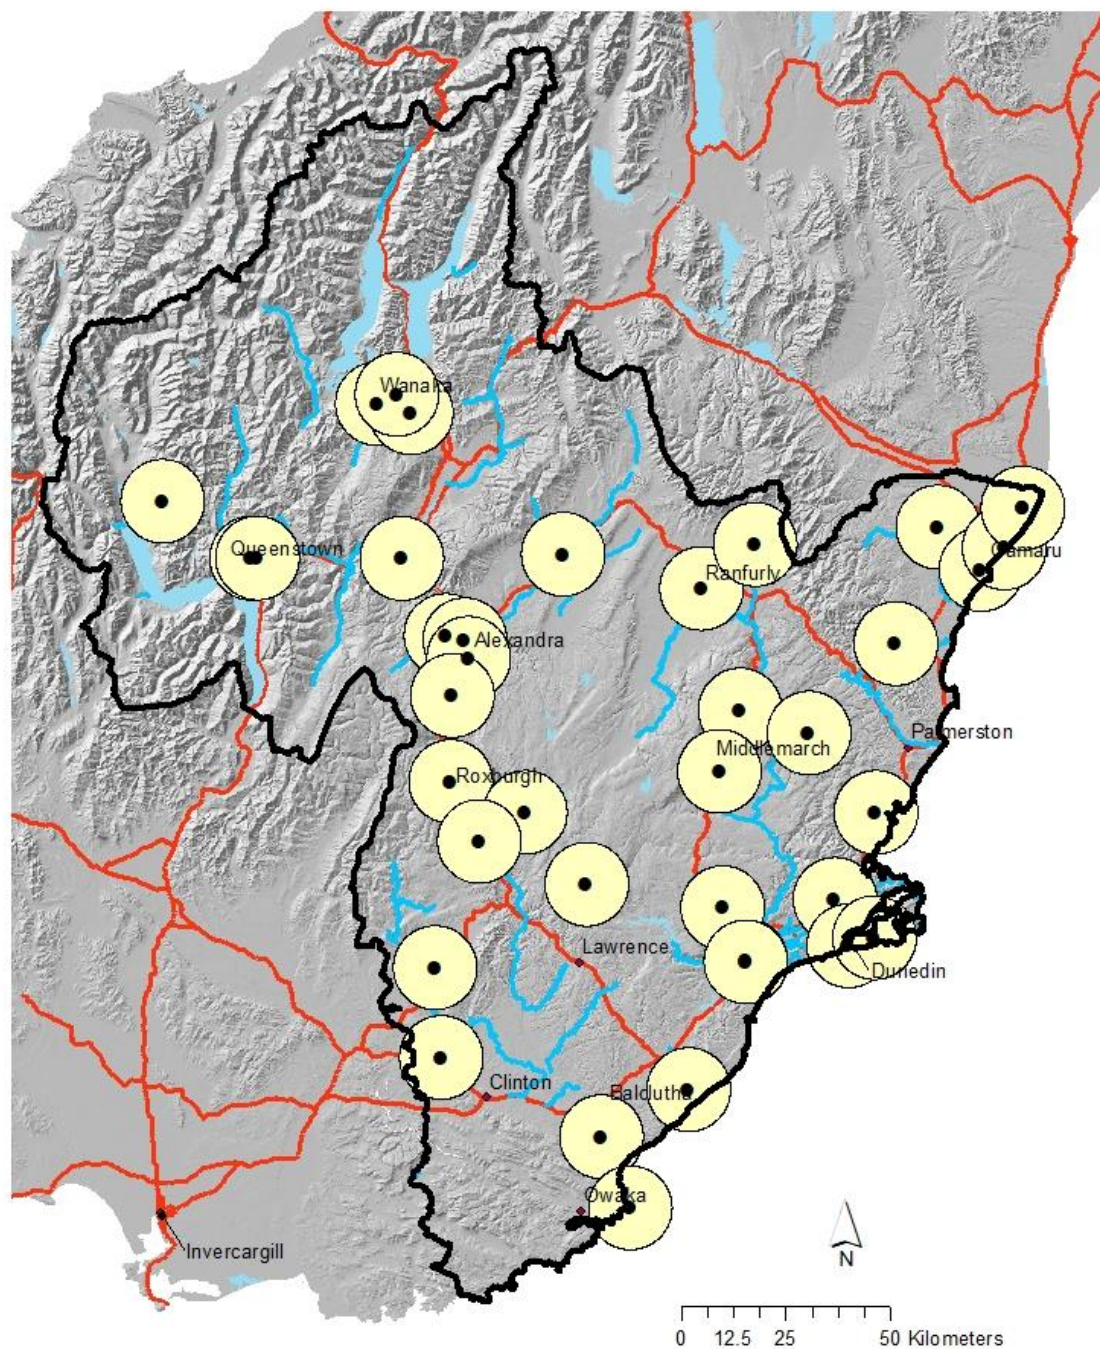 Wanaka
Queenstown
Oamaru
Ranfurly
Alexandra
Palmerston
Middlemarch
Roxburgh
Lawrence
Dunedin
Clinton
Balclutha
Owaka
Invercargill
N
0 12.5 25 50 Kilometers